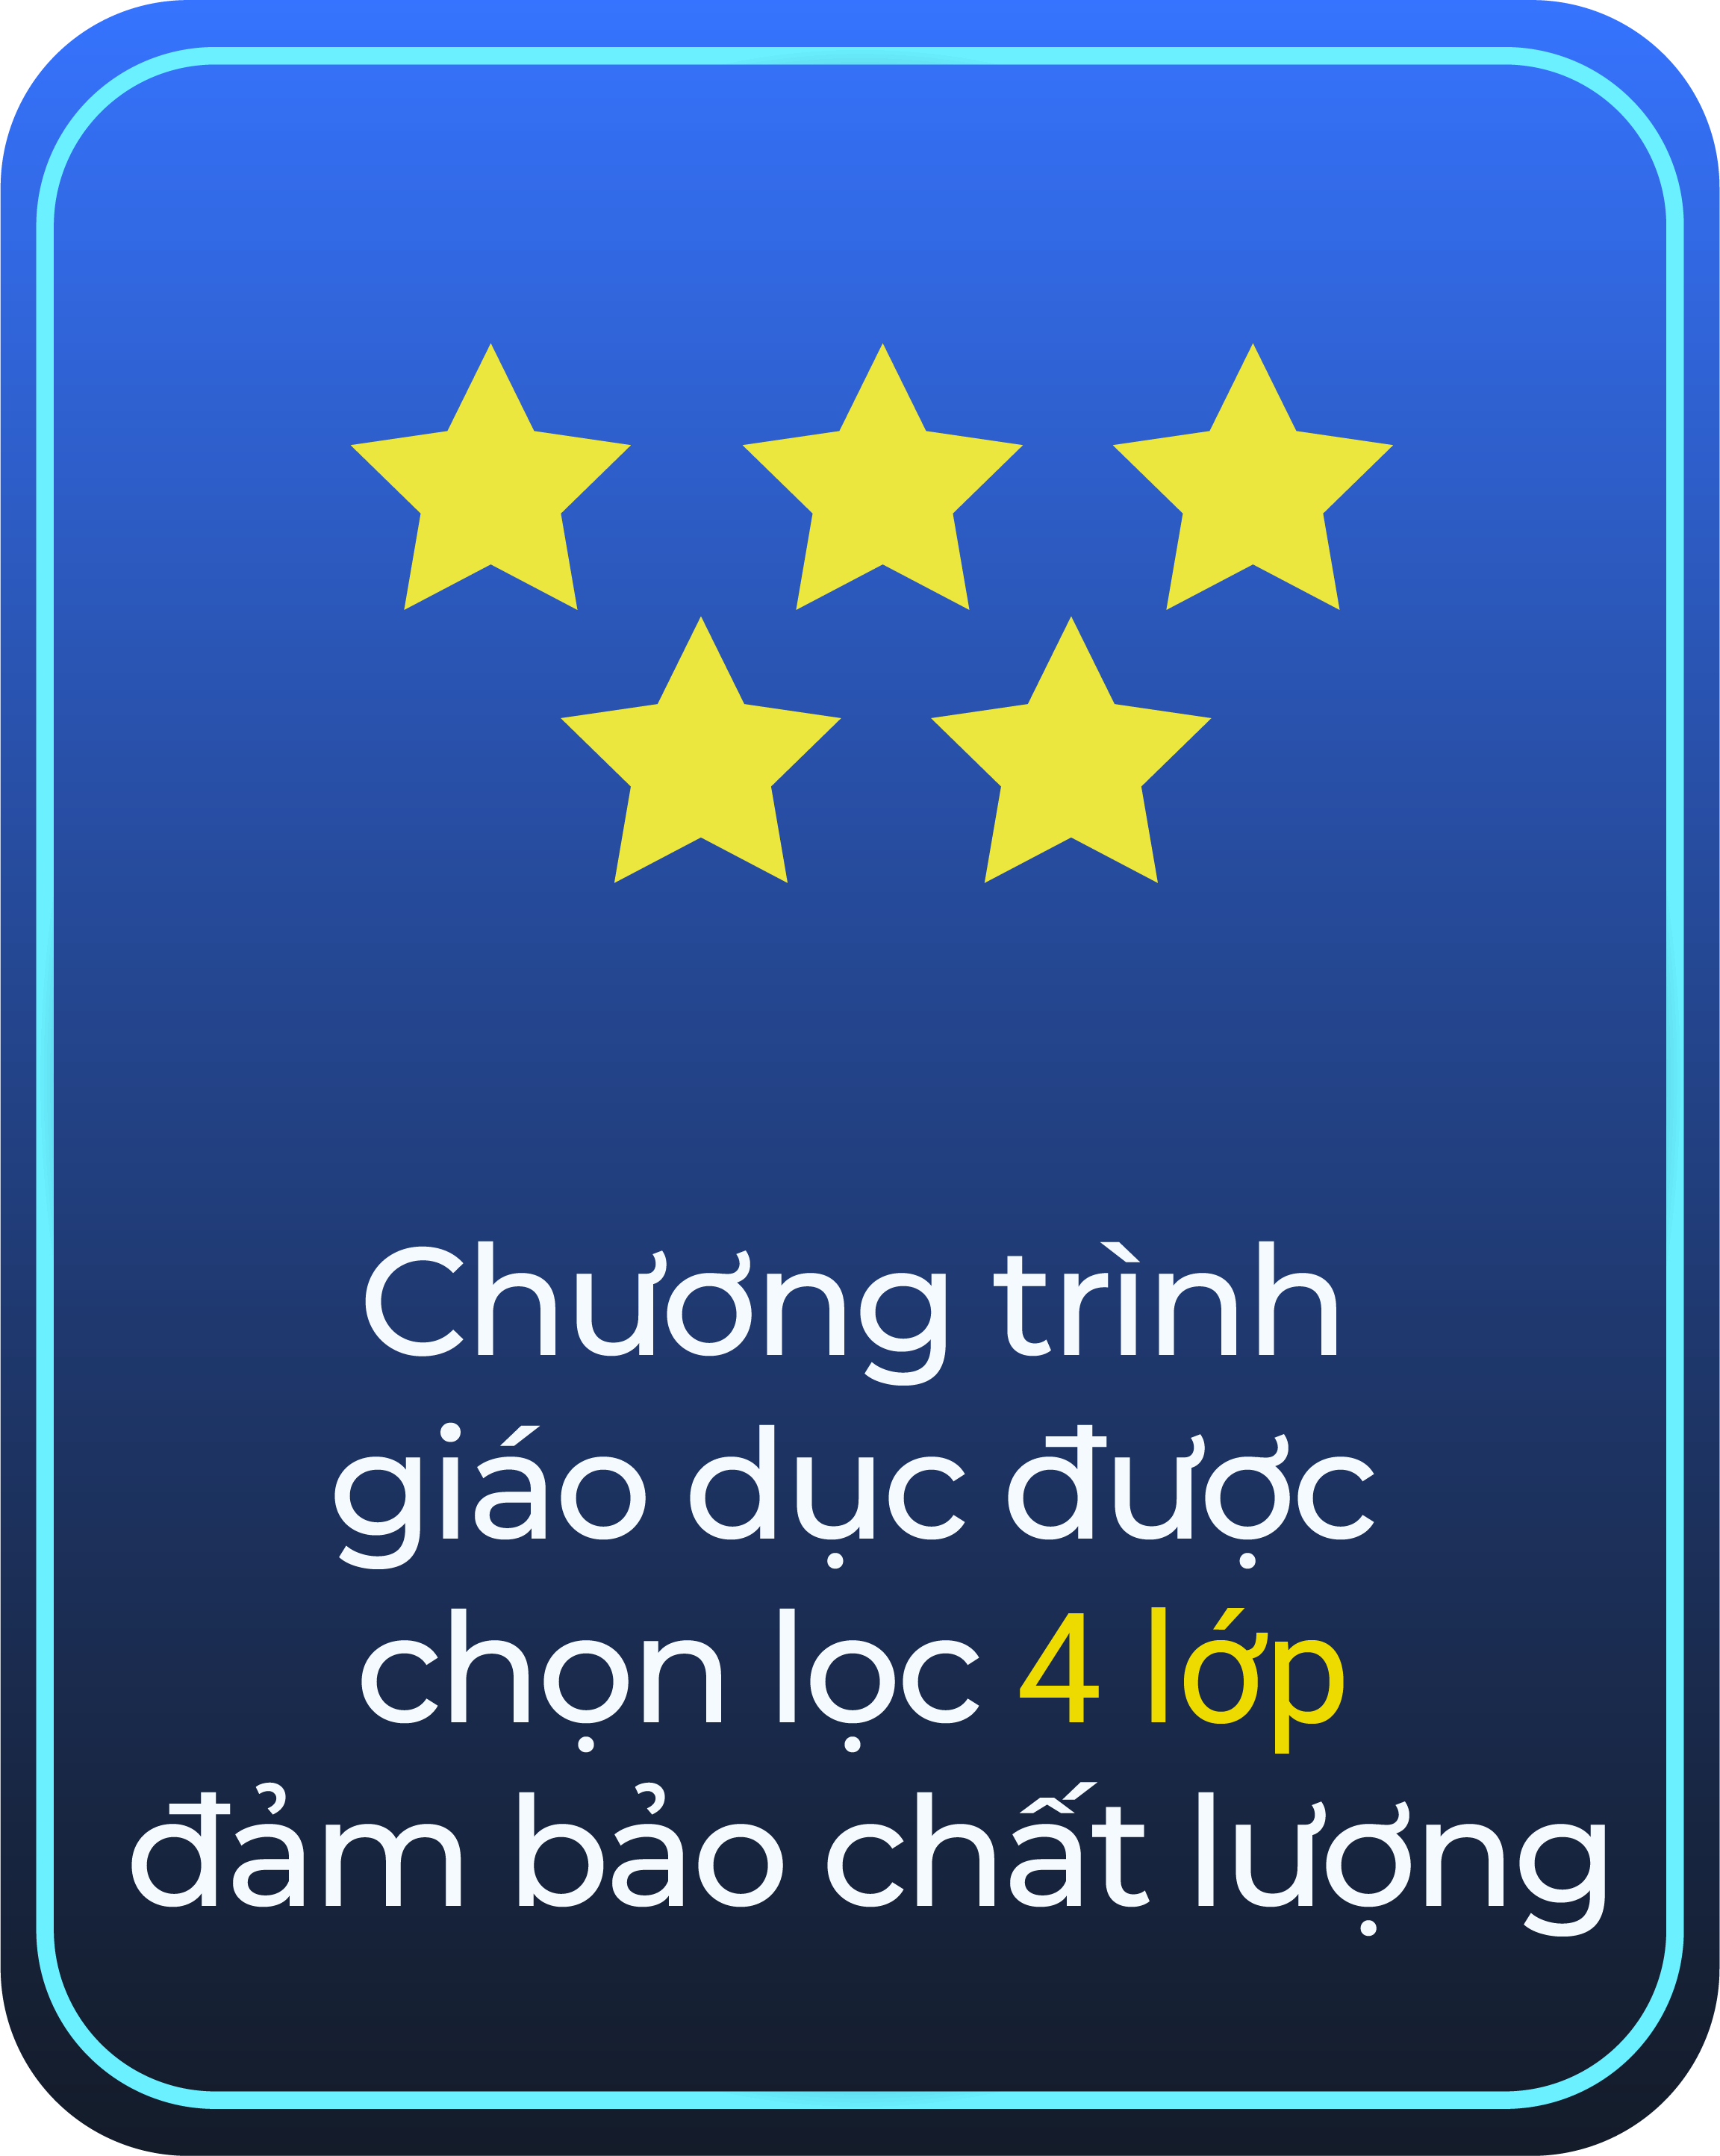 Chương trình
giáo dục được
chọn lọc 4 lớp
đảm bảo chất lượng